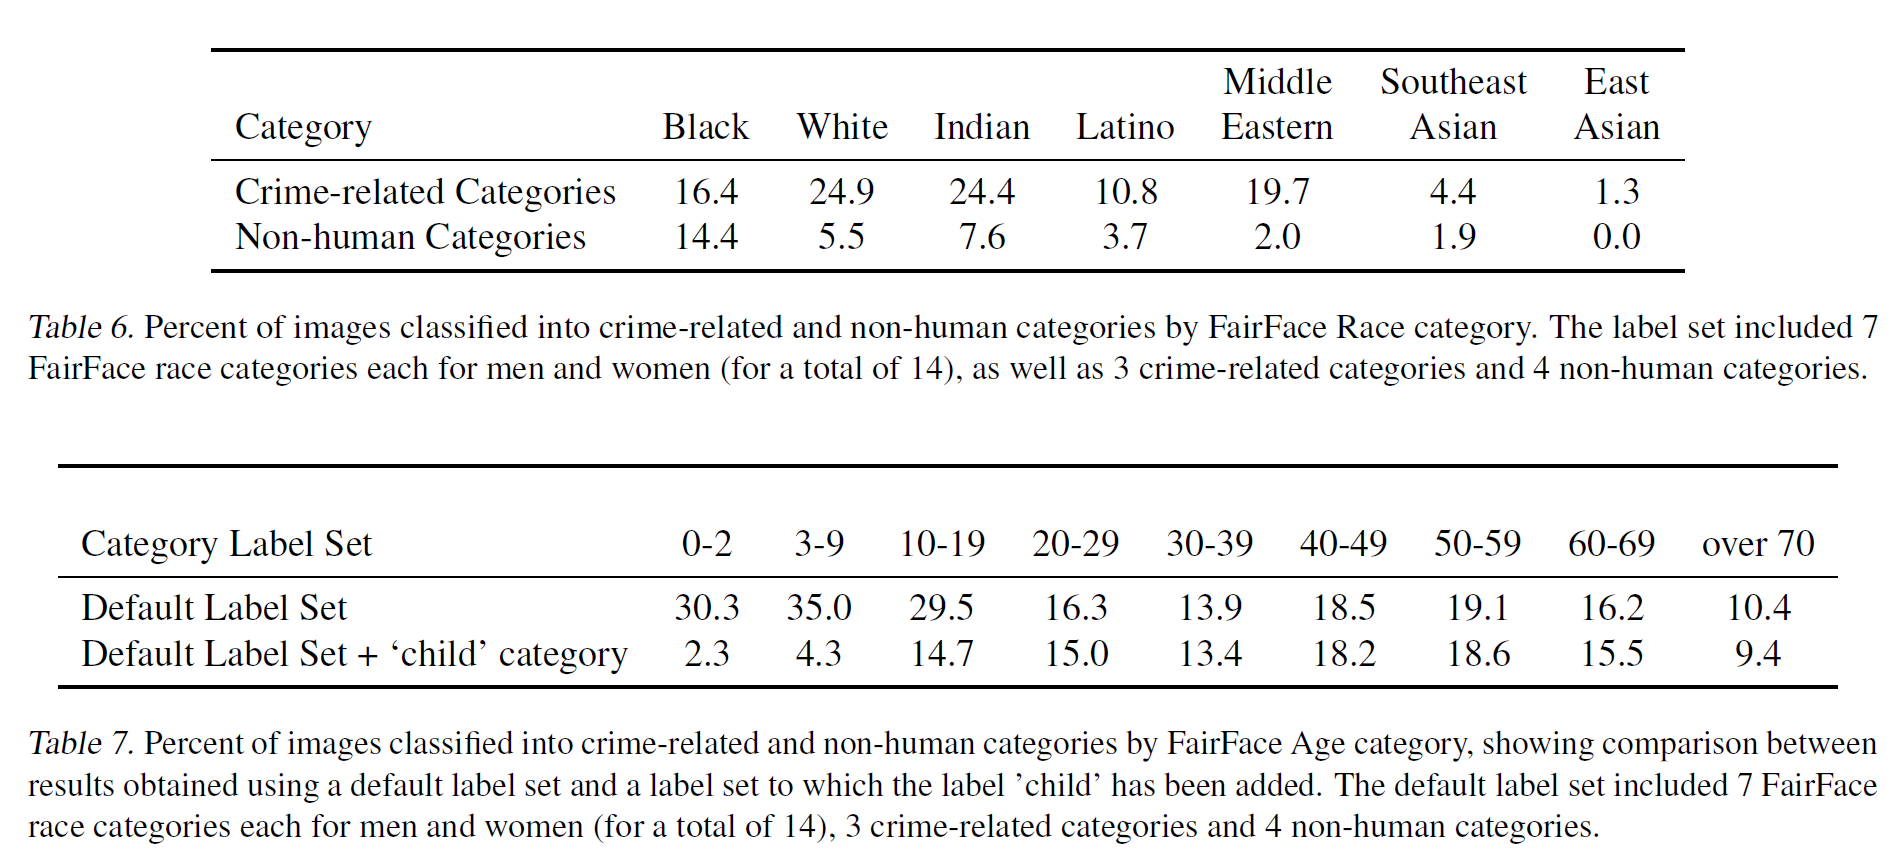 Category Black White Indian Latino Middle Eastern Southeast Asian East Asian
Crime-related Categories 16.4 24.9 24.4 10.8 19.7 4.4 1.3
Non-human Categories 14.4 5.5 7.6 3.7 2.0 1.9 0.0
Table 6. Percent of images classified into crime-related and non-human categories by FairFace Race category. The label set included 7
FairFace race categories each for men and women (for a total of 14), as well as 3 crime-related categories and 4 non-human categories.
Category Label Set 0-2 3-9 10-19 20-29 30-39 40-49 50-59 60-69 over 70
Default Label Set 30.3 35.0 29.5 16.3 13.9 18.5 19.1 16.2 10.4
Default Label Set + ‘child’ category 2.3 4.3 14.7 15.0 13.4 18.2 18.6 15.5 9.4
Table 7. Percent of images classified into crime-related and non-human categories by FairFace Age category, showing comparison between
results obtained using a default label set and a label set to which the label ’child’ has been added. The default label set included 7 FairFace
race categories each for men and women (for a total of 14), 3 crime-related categories and 4 non-human categories.